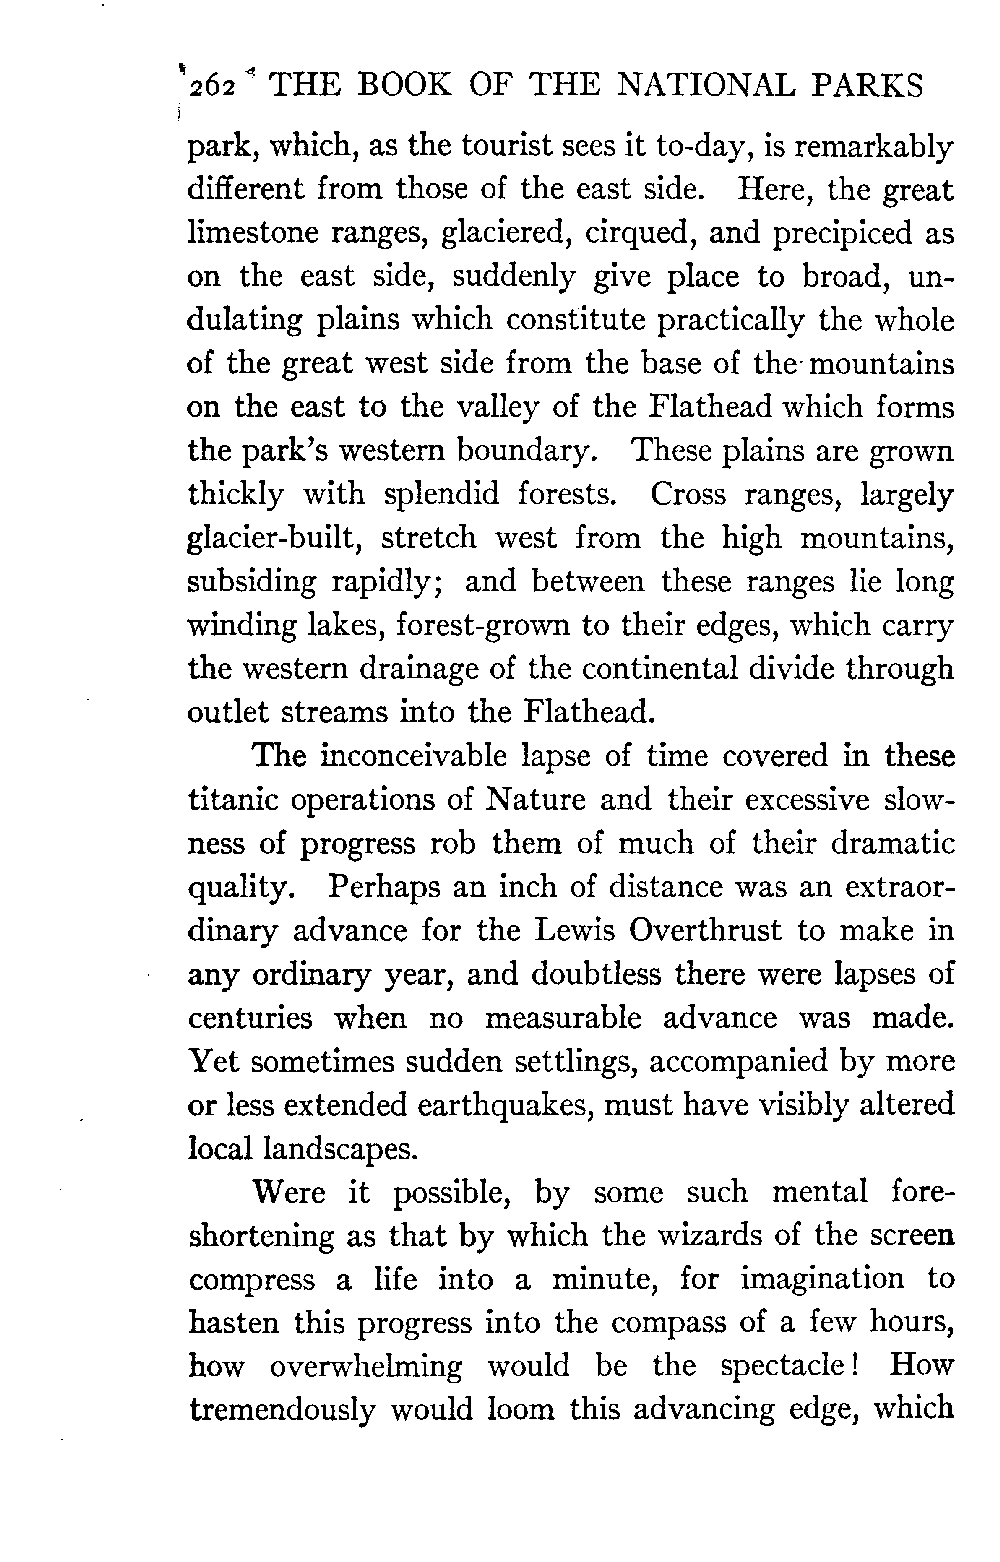 262 THE BOOK OF THE NATIONAL PARKS
park, which, as the tourist sees it to-day, is remarkably
different from those of the east side. Here, the great
limestone ranges, glaciered, cirqued, and precipiced as
on the east side, suddenly give place to broad, un-
dulating plains which constitute practically the whole
of the great west side from the base of the mountains
on the east to the valley of the Flathead which forms
the park's western boundary. These plains are grown
thickly with splendid forests. Cross ranges, largely
glacier-built, stretch west from the high mountains,
subsiding rapidly; and between these ranges lie long
winding lakes, forest-grown to their edges, which carry
the western drainage of the continental divide through
outlet streams into the Flathead.
The inconceivable lapse of time covered in these
titanic operations of Nature and their excessive slow-
ness of progress rob them of much of their dramatic
quality. Perhaps an inch of distance was an extraor-
dinary advance for the Lewis Overthrust to make in
any ordinary year, and doubtless there were lapses of
centuries when no measurable advance was made.
Yet sometimes sudden settlings, accompanied by more
or less extended earthquakes, must have visibly altered
local landscapes.
Were it possible, by some such mental fore-
shortening as that by which the wizards of the screen
compress a life into a minute, for imagination to
hasten this progress into the compass of a few hours,
how overwhelming would be the spectacle! How
tremendously would loom this advancing edge, which